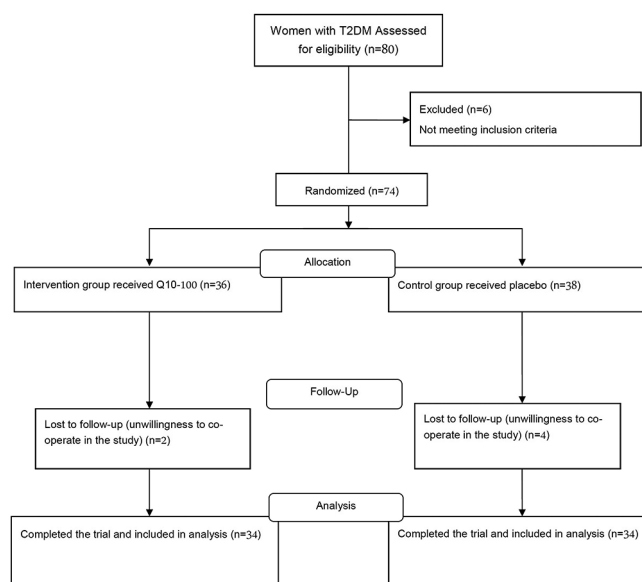 Women with T2DM Assessed
for eligibility (n=80)
Excluded (n=6)
Not meeting inclusion criteria
Randomized (n=74)
Allocation
Intervention group received Q10-100 (n=36)
Control group received placebo (n=38)
Follow-Up
Lost to follow-up (unwillingness to co-
operate in the study) (n=2)
Lost to follow-up (unwillingness to co-
operate in the study) (n=4)
Analysis
Completed the trial and included in analysis (n=34)
Completed the trial and included in analysis (n=34)